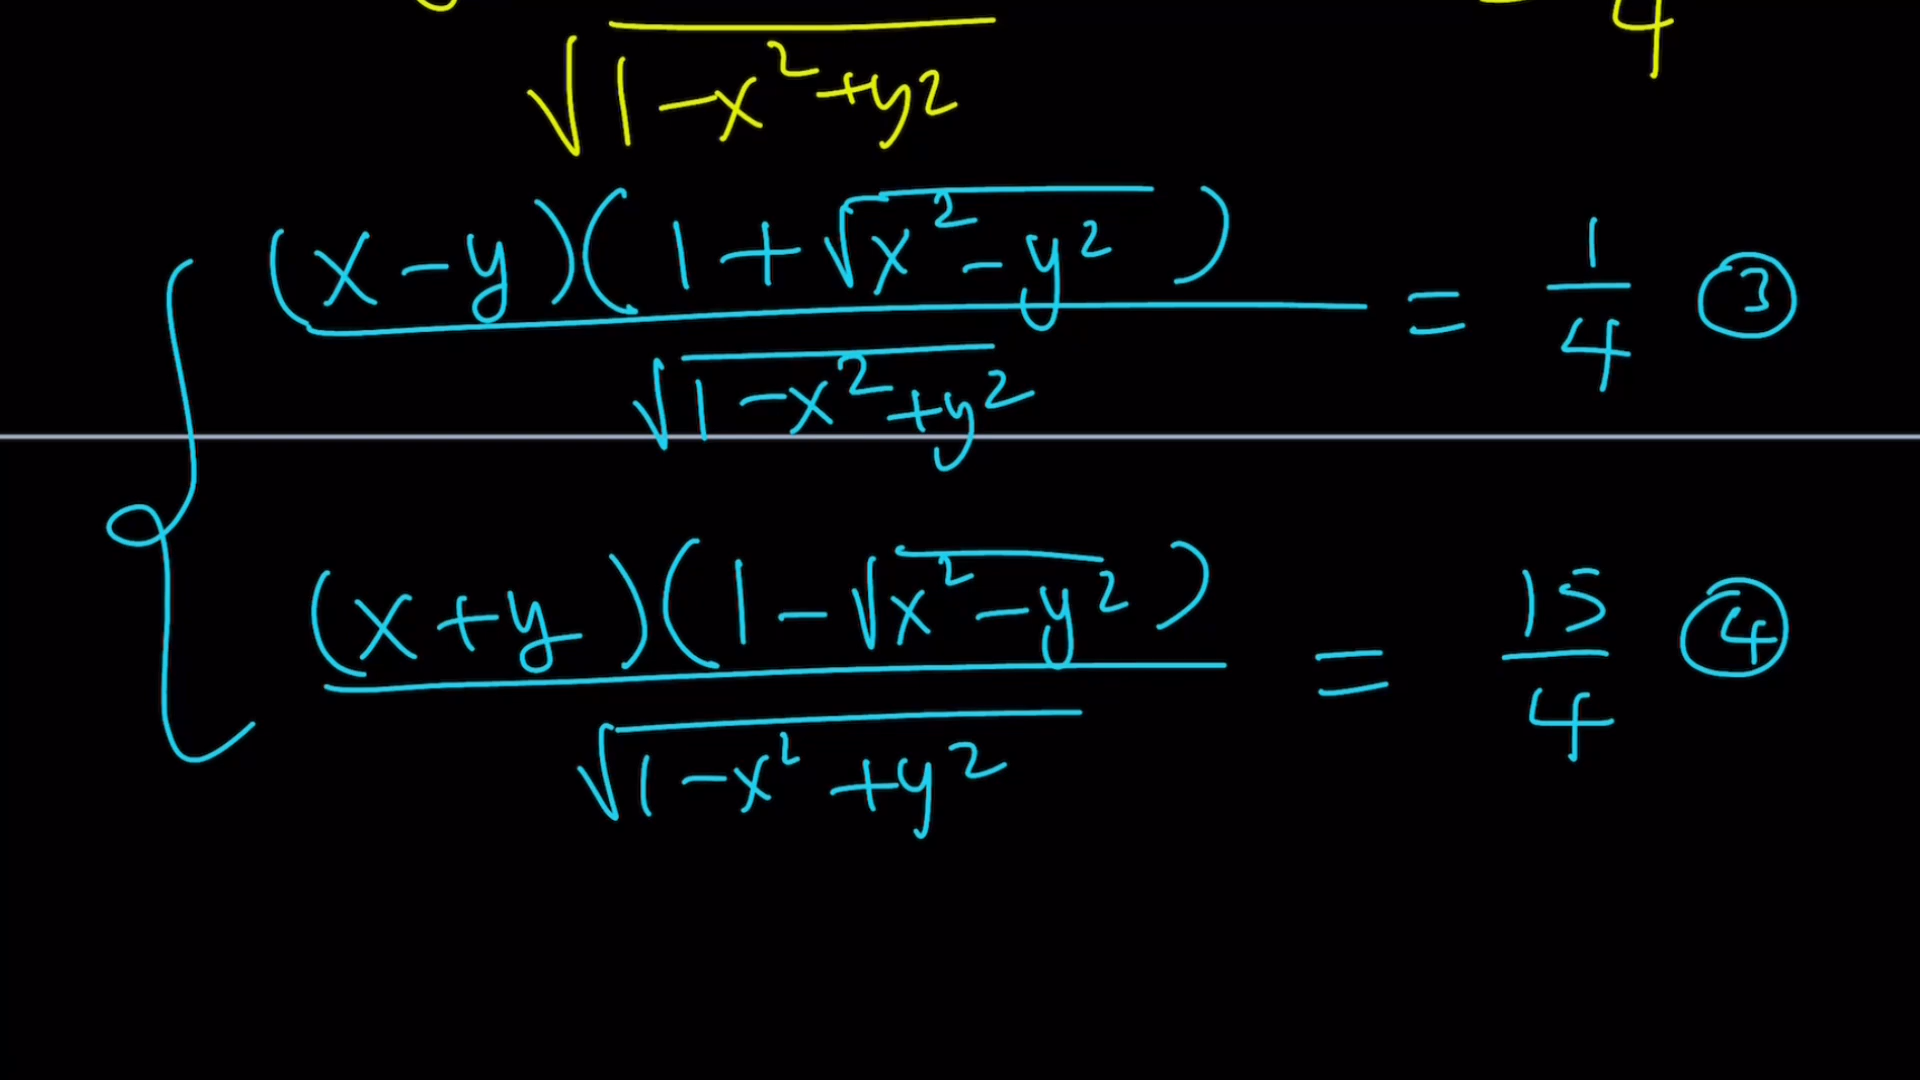 = 4
√1-x²+y2
(x-y)(1+√x²-y²) = 1/4 ③
√1-x²+y²
(x+y)(1-√x²-y²) = 15/4 ④
√1-x²+y²